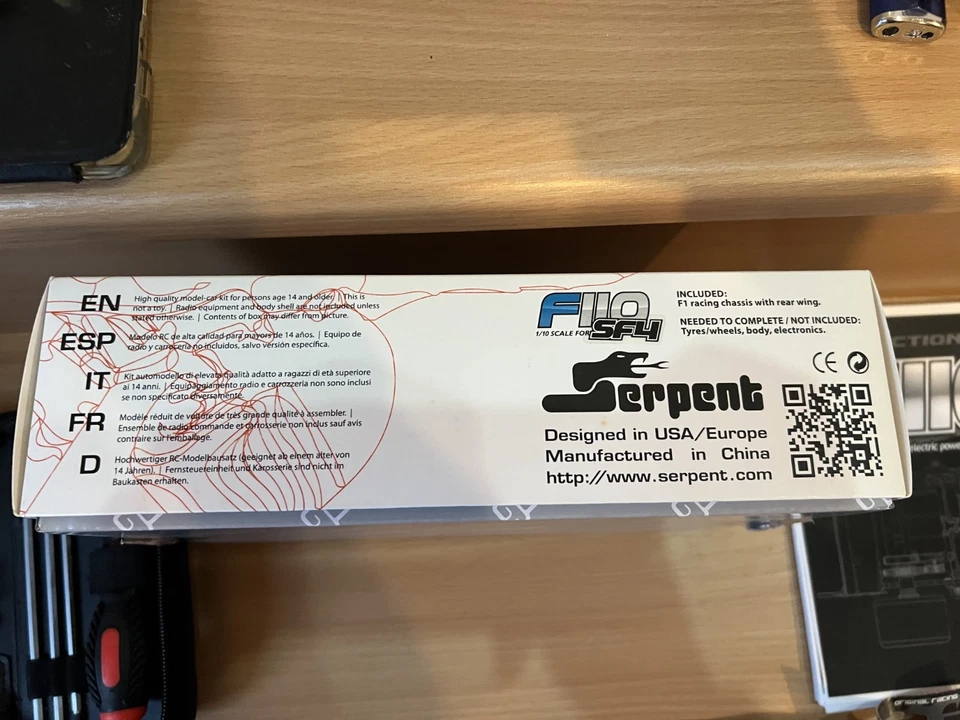 EN
High quality model-car kit for persons age 14 and older. | This is
not a toy. | Radio equipment and body shell are not included unless
stated otherwise. | Contents of box may differ from picture.
ESP
Modelo RC de alta calidad para mayors de 14 años. | Equipo de
radio y carrocería no incluidos, salvo versión específica.
IT
Kit automodello di elevata qualità adatto a ragazzi di età superiore
ai 14 anni. | Equipaggiamento radio e carrozzeria non sono inclusi
se non specificato diversamente.
FR
Modèle réduit de voiture de très grande qualité à assembler. |
Ensemble de radio commande et carrosserie non inclus sauf avis
contraire sur l'emballage.
D
Hochwertiger RC-Modelbausatz (geeignet ab einem alter von
14 Jahren). | Fernsteuereinheit und Karosserie sind nicht im
Baukasten erhalten.
F110
SF4
1/10 SCALE FOR
Serpent
Designed in USA/Europe
Manufactured in China
http://www.serpent.com
INCLUDED:
F1 racing chassis with rear wing.
NEEDED TO COMPLETE / NOT INCLUDED:
Tyres/wheels, body, electronics.
CE
CTION
electric powe
original racing